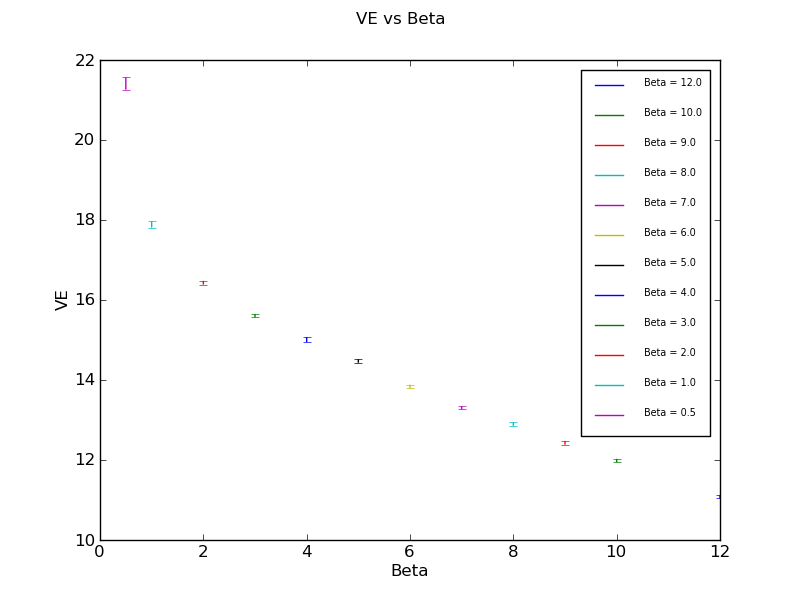 VE vs Beta
22
20
18
16
14
12
10
VE
0
2
4
6
8
10
12
Beta
Beta = 12.0
Beta = 10.0
Beta = 9.0
Beta = 8.0
Beta = 7.0
Beta = 6.0
Beta = 5.0
Beta = 4.0
Beta = 3.0
Beta = 2.0
Beta = 1.0
Beta = 0.5